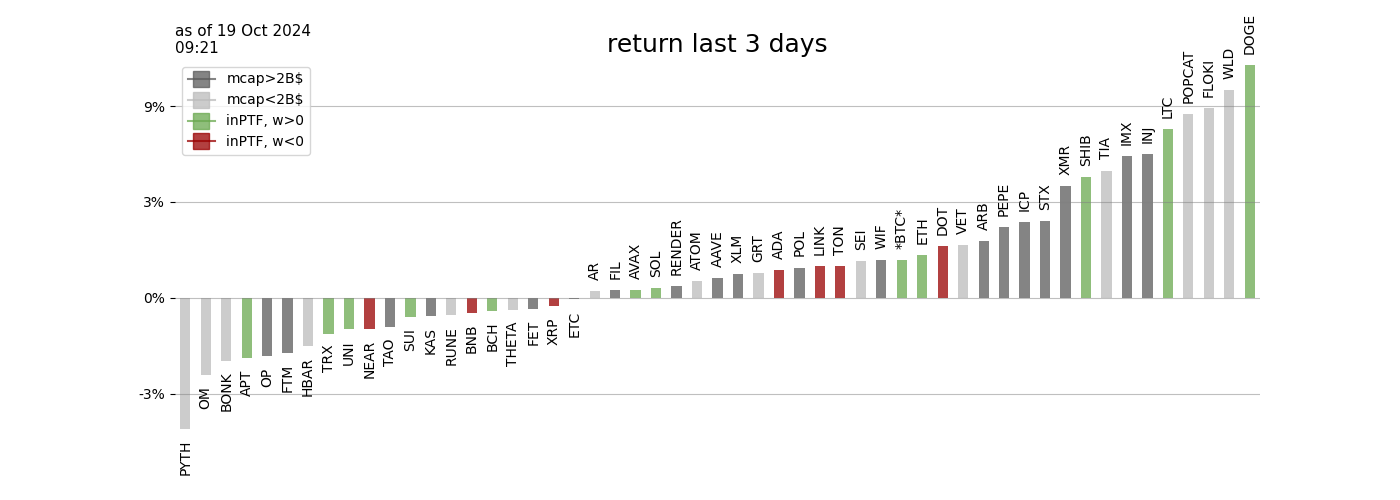 as of 19 Oct 2024
09:21
return last 3 days
mcap>2B$
mcap<2B$
inPTF, w>0
inPTF, w<0
9%
3%
0%
-3%
PYTH
OM
BONK
APT
OP
FTM
HBAR
TRX
UNI
NEAR
TAO
SUI
KAS
RUNE
BNB
BCH
THETA
FET
XRP
ETC
AR
FIL
AVAX
SOL
RENDER
ATOM
AAVE
XLM
GRT
ADA
POL
LINK
TON
SEI
WIF
*BTC*
ETH
DOT
VET
ARB
PEPE
ICP
STX
XMR
SHIB
TIA
IMX
INJ
LTC
POPCAT
FLOKI
WLD
DOGE